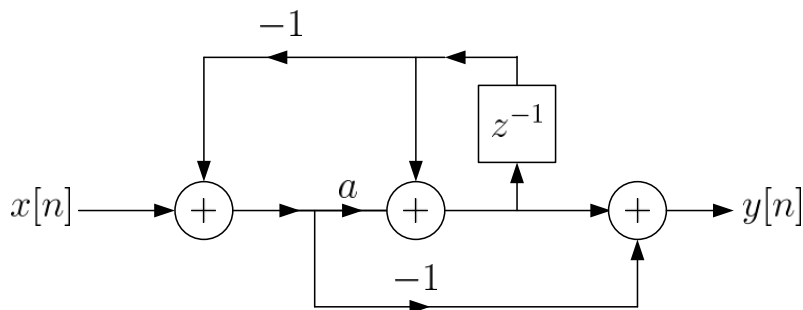 −1
z⁻¹
x[n] + a + + y[n]
−1